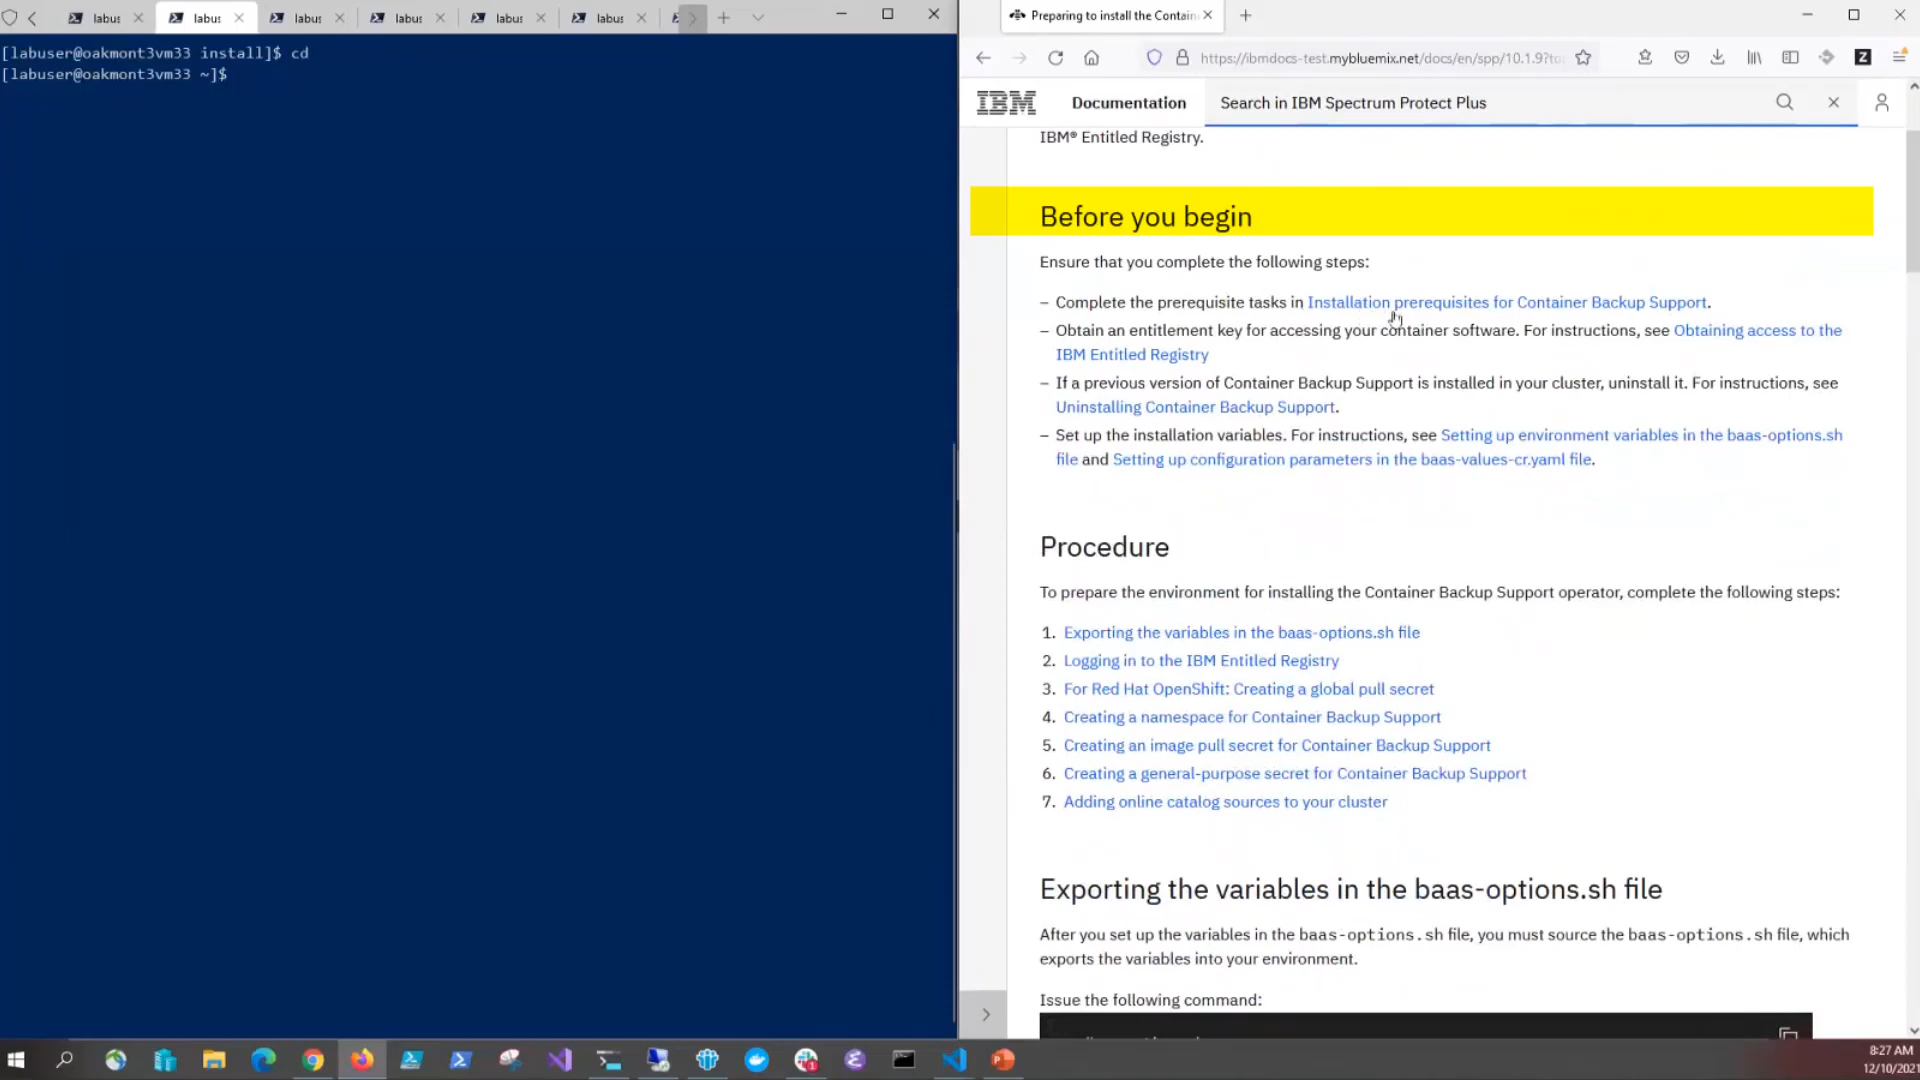 labus
labus
labus
labus
labus
labus
Preparing to install the Contain
[labuser@oakmont3vm33 install]$ cd
[labuser@oakmont3vm33 ~]$
https://ibmdocs-test.mybluemix.net/docs/en/spp/10.1.9?to
Z
IBM
Documentation
Search in IBM Spectrum Protect Plus
IBM® Entitled Registry.
Before you begin
Ensure that you complete the following steps:
– Complete the prerequisite tasks in Installation prerequisites for Container Backup Support.
– Obtain an entitlement key for accessing your container software. For instructions, see Obtaining access to the
IBM Entitled Registry
– If a previous version of Container Backup Support is installed in your cluster, uninstall it. For instructions, see
Uninstalling Container Backup Support.
– Set up the installation variables. For instructions, see Setting up environment variables in the baas-options.sh
file and Setting up configuration parameters in the baas-values-cr.yaml file.
Procedure
To prepare the environment for installing the Container Backup Support operator, complete the following steps:
1. Exporting the variables in the baas-options.sh file
2. Logging in to the IBM Entitled Registry
3. For Red Hat OpenShift: Creating a global pull secret
4. Creating a namespace for Container Backup Support
5. Creating an image pull secret for Container Backup Support
6. Creating a general-purpose secret for Container Backup Support
7. Adding online catalog sources to your cluster
Exporting the variables in the baas-options.sh file
After you set up the variables in the baas-options.sh file, you must source the baas-options.sh file, which
exports the variables into your environment.
Issue the following command:
8:27 AM
12/10/2021